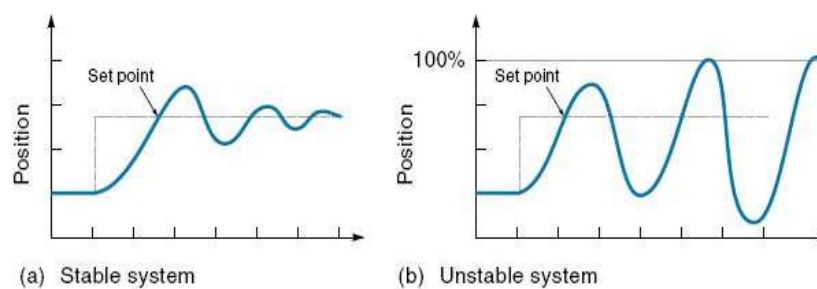 Set point
Position
(a) Stable system
100%
Set point
Position
(b) Unstable system